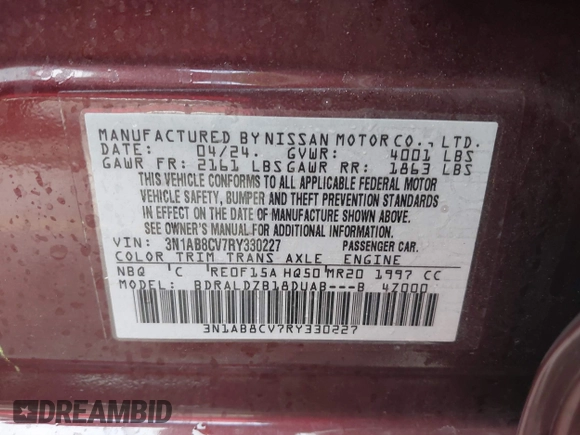 MANUFACTURED BY NISSAN MOTOR CO., LTD.
DATE: 04/24. GVWR: 4001 LBS
GAWR FR: 2161 LBS GAWR RR: 1863 LBS
THIS VEHICLE CONFORMS TO ALL APPLICABLE FEDERAL MOTOR
VEHICLE SAFETY, BUMPER AND THEFT PREVENTION STANDARDS
IN EFFECT ON THE DATE OF MANUFACTURE SHOWN ABOVE.
SEE OWNER'S MANUAL FOR ADDITIONAL INFORMATION
VIN: 3N1AB8CV7RY330227 PASSENGER CAR.
COLOR TRIM TRANS AXLE ENGINE
NBQ C RE0F15A HQ50 MR20 1997 CC
MODEL: BDRALDZB18DUAB---B 47000
3N1AB8CV7RY330227
DREAMBID